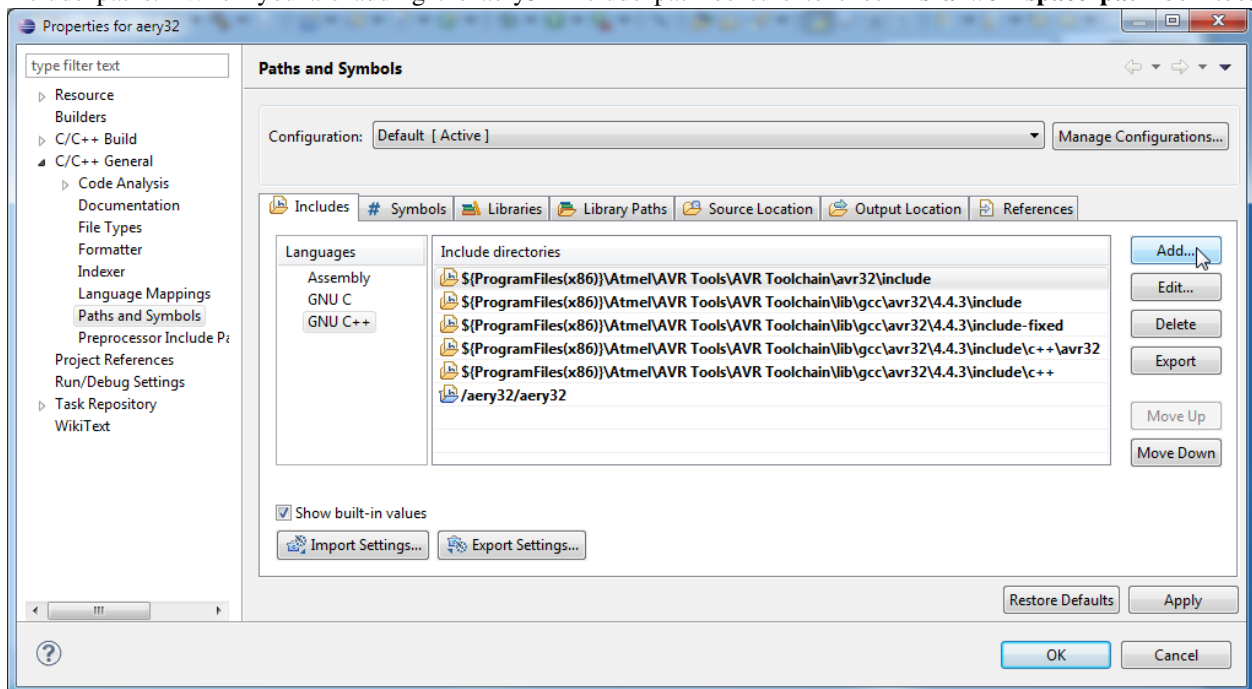 Properties for aery32
type filter text
Resource
Builders
C/C++ Build
C/C++ General
Code Analysis
Documentation
File Types
Formatter
Indexer
Language Mappings
Paths and Symbols
Preprocessor Include Pa
Project References
Run/Debug Settings
Task Repository
WikiText
Paths and Symbols
Configuration: Default [ Active ] Manage Configurations...
Includes # Symbols Libraries Library Paths Source Location Output Location References
Languages
Assembly
GNU C
GNU C++
Include directories
${ProgramFiles(x86)}\Atmel\AVR Tools\AVR Toolchain\avr32\include
${ProgramFiles(x86)}\Atmel\AVR Tools\AVR Toolchain\lib\gcc\avr32\4.4.3\include
${ProgramFiles(x86)}\Atmel\AVR Tools\AVR Toolchain\lib\gcc\avr32\4.4.3\include-fixed
${ProgramFiles(x86)}\Atmel\AVR Tools\AVR Toolchain\lib\gcc\avr32\4.4.3\include\c++\avr32
${ProgramFiles(x86)}\Atmel\AVR Tools\AVR Toolchain\lib\gcc\avr32\4.4.3\include\c++
/aery32/aery32
Add...
Edit...
Delete
Export
Move Up
Move Down
Show built-in values
Import Settings... Export Settings...
Restore Defaults Apply
OK Cancel